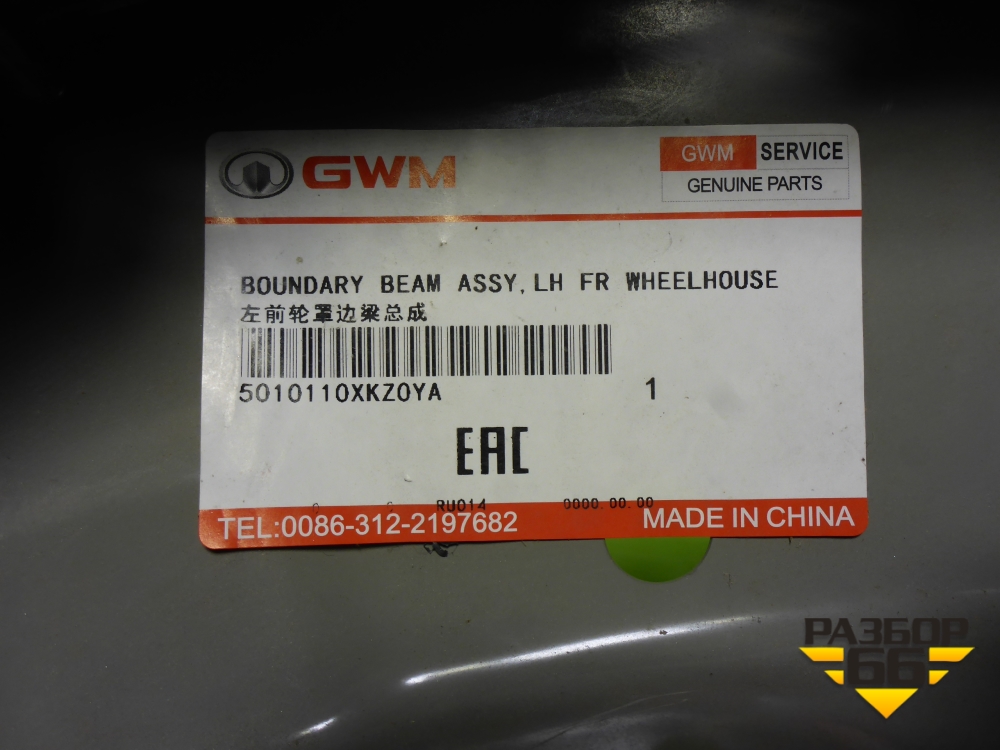 GWM
GWM SERVICE
GENUINE PARTS
BOUNDARY BEAM ASSY,LH FR WHEELHOUSE
左前轮罩边梁总成
5010110XKZ0YA 1
EAC
RU014 0000.00.00
TEL:0086-312-2197682 MADE IN CHINA
РАЗБОР
66